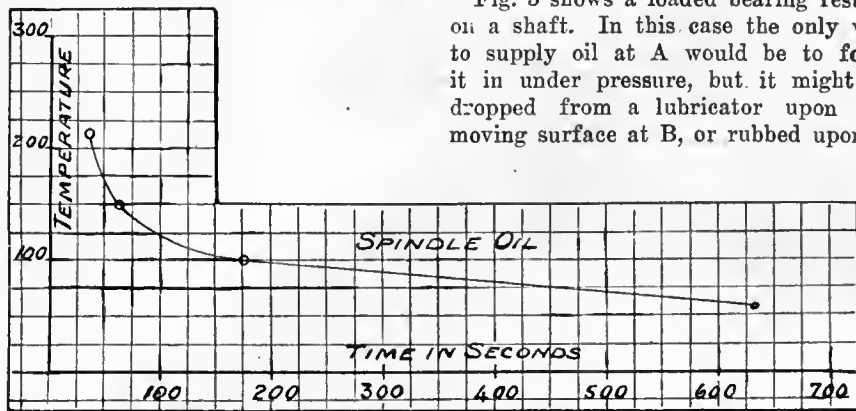 Fig. 3 shows a loaded bearing
on a shaft. In this case the only
to supply oil at A would be to
it in under pressure, but it might
dropped from a lubricator upon
moving surface at B, or rubbed upon
300
200
100
TEMPERATURE
SPINDLE OIL
TIME IN SECONDS
100 200 300 400 500 600 700